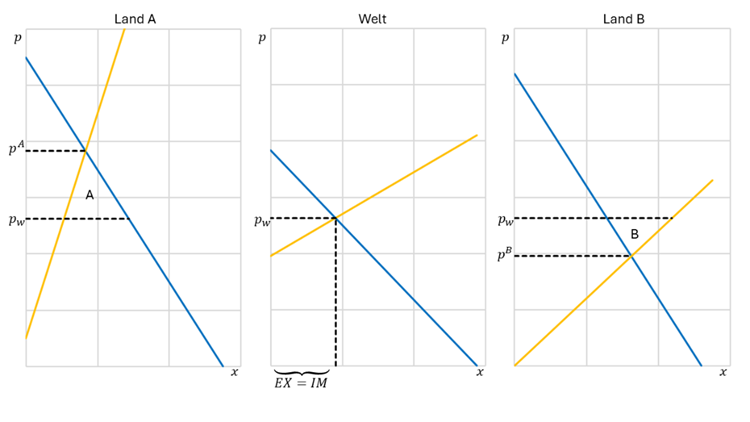 Land A
p
p^A
A
p_w
x
Welt
p
p_w
x
EX = IM
Land B
p
p_w
B
p^B
x